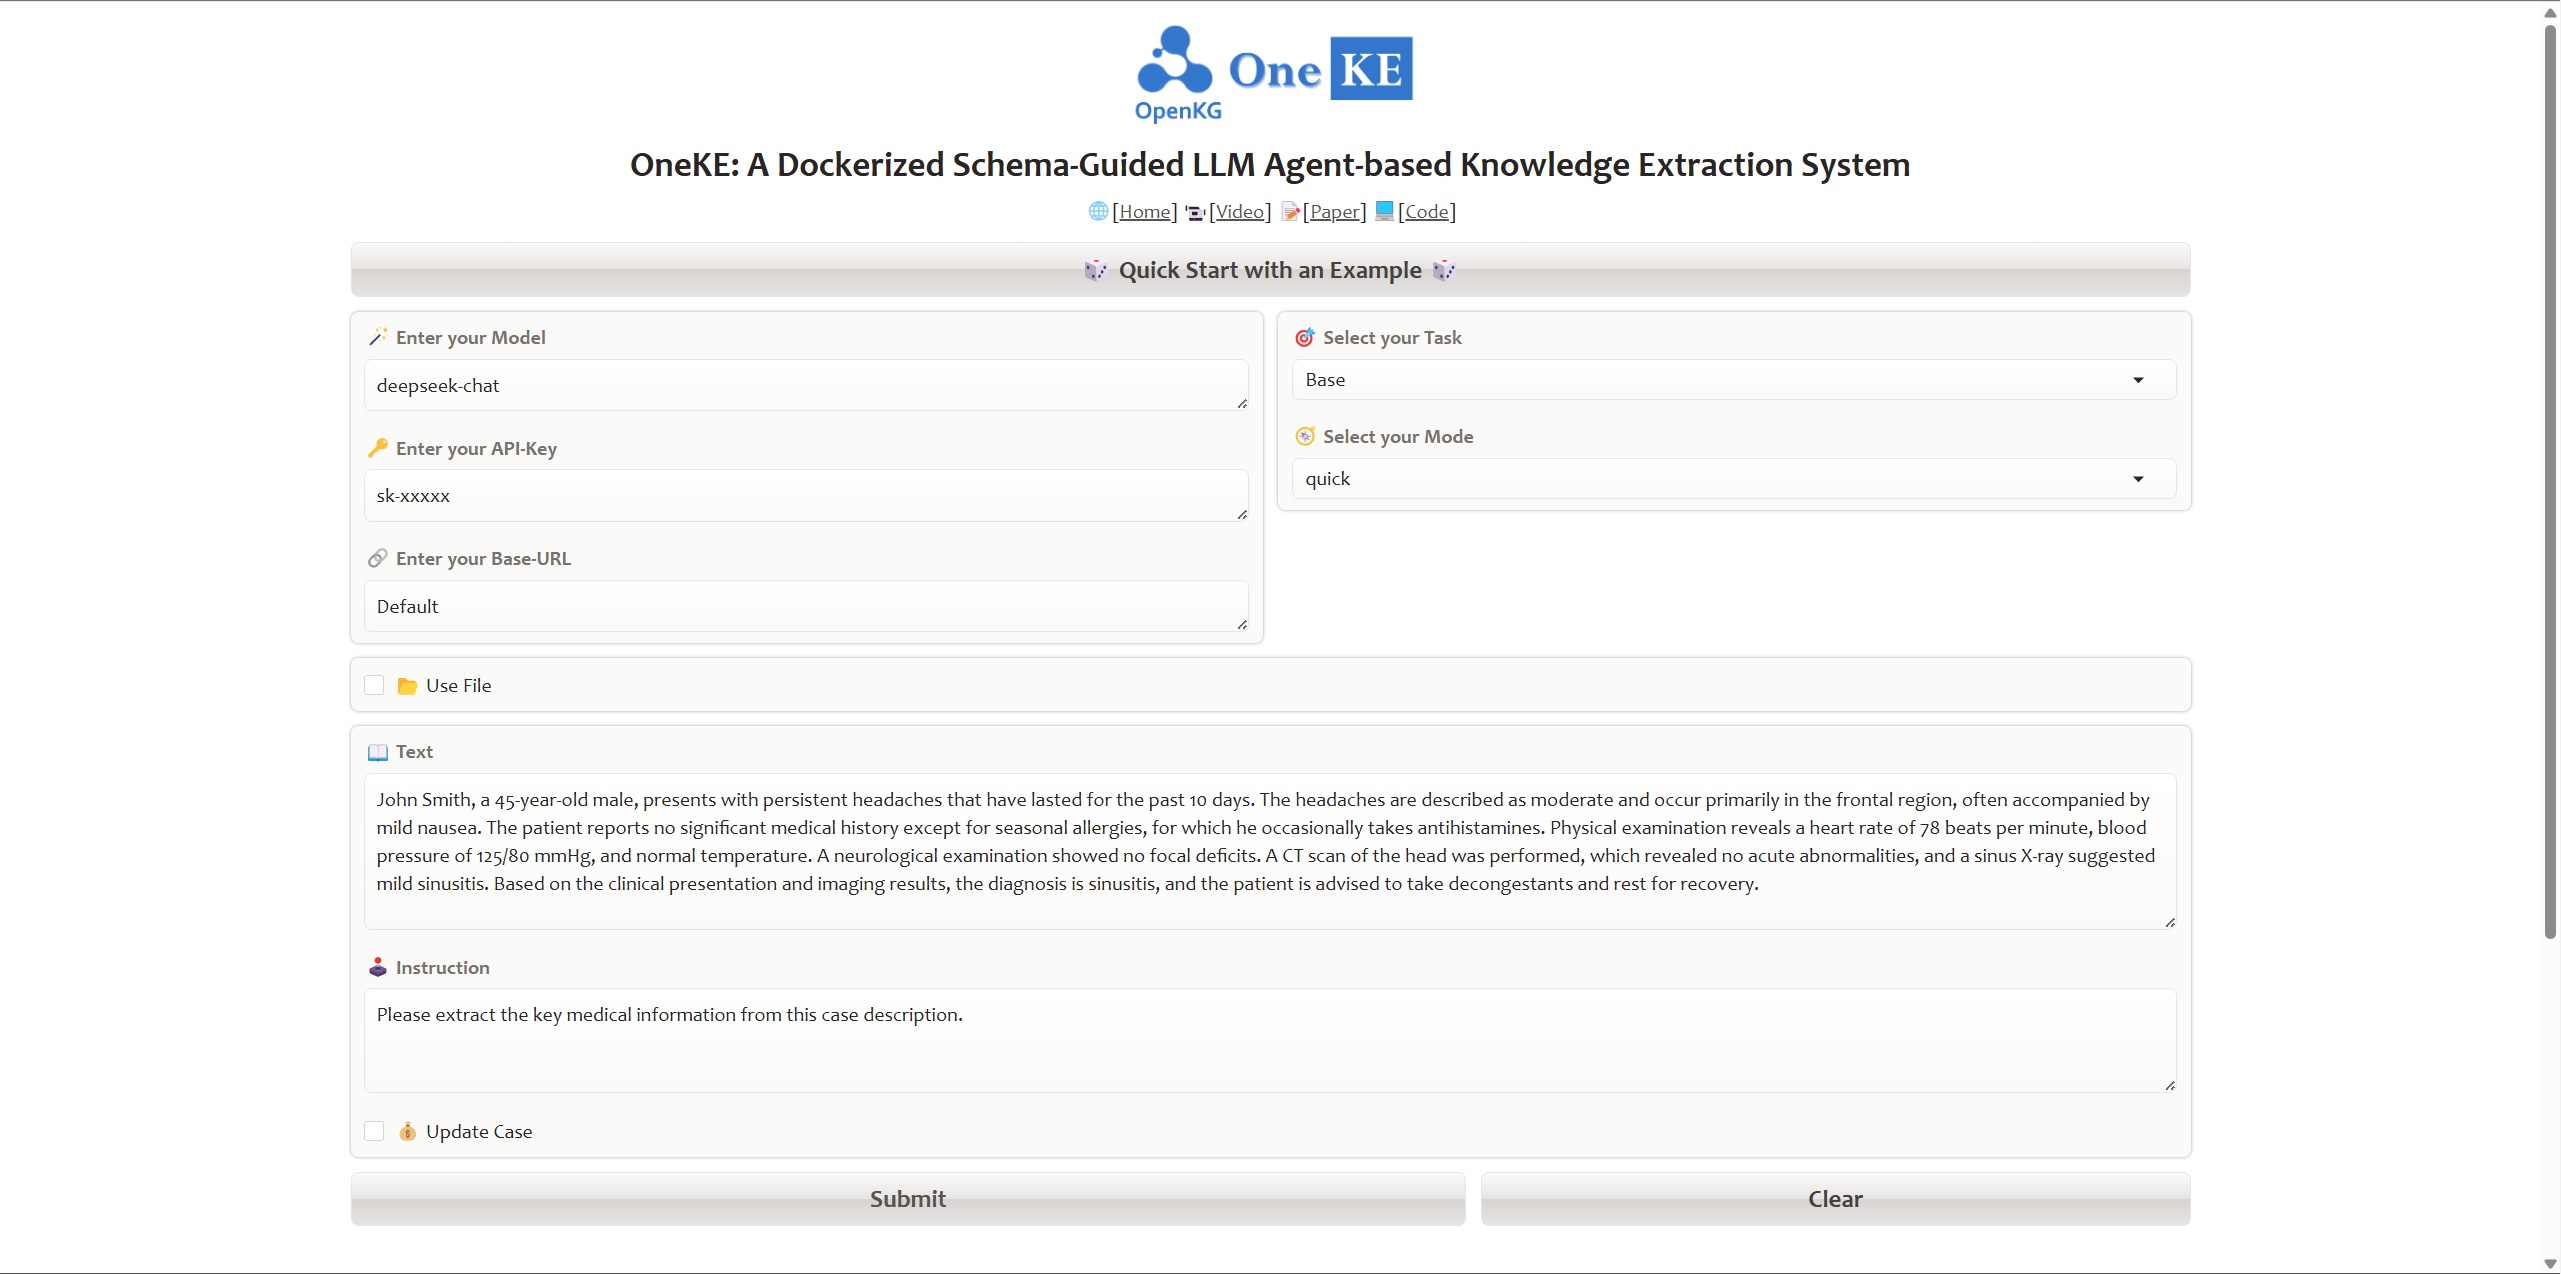 OpenKG
One KE
OneKE: A Dockerized Schema-Guided LLM Agent-based Knowledge Extraction System
🌐[Home] 📹[Video] 📝[Paper] 💻[Code]
🎲 Quick Start with an Example 🎲
🪄 Enter your Model
deepseek-chat
🔑 Enter your API-Key
sk-xxxxx
🔗 Enter your Base-URL
Default
🎯 Select your Task
Base
🧭 Select your Mode
quick
📂 Use File
📖 Text
John Smith, a 45-year-old male, presents with persistent headaches that have lasted for the past 10 days. The headaches are described as moderate and occur primarily in the frontal region, often accompanied by
mild nausea. The patient reports no significant medical history except for seasonal allergies, for which he occasionally takes antihistamines. Physical examination reveals a heart rate of 78 beats per minute, blood
pressure of 125/80 mmHg, and normal temperature. A neurological examination showed no focal deficits. A CT scan of the head was performed, which revealed no acute abnormalities, and a sinus X-ray suggested
mild sinusitis. Based on the clinical presentation and imaging results, the diagnosis is sinusitis, and the patient is advised to take decongestants and rest for recovery.
🕹️ Instruction
Please extract the key medical information from this case description.
💰 Update Case
Submit
Clear